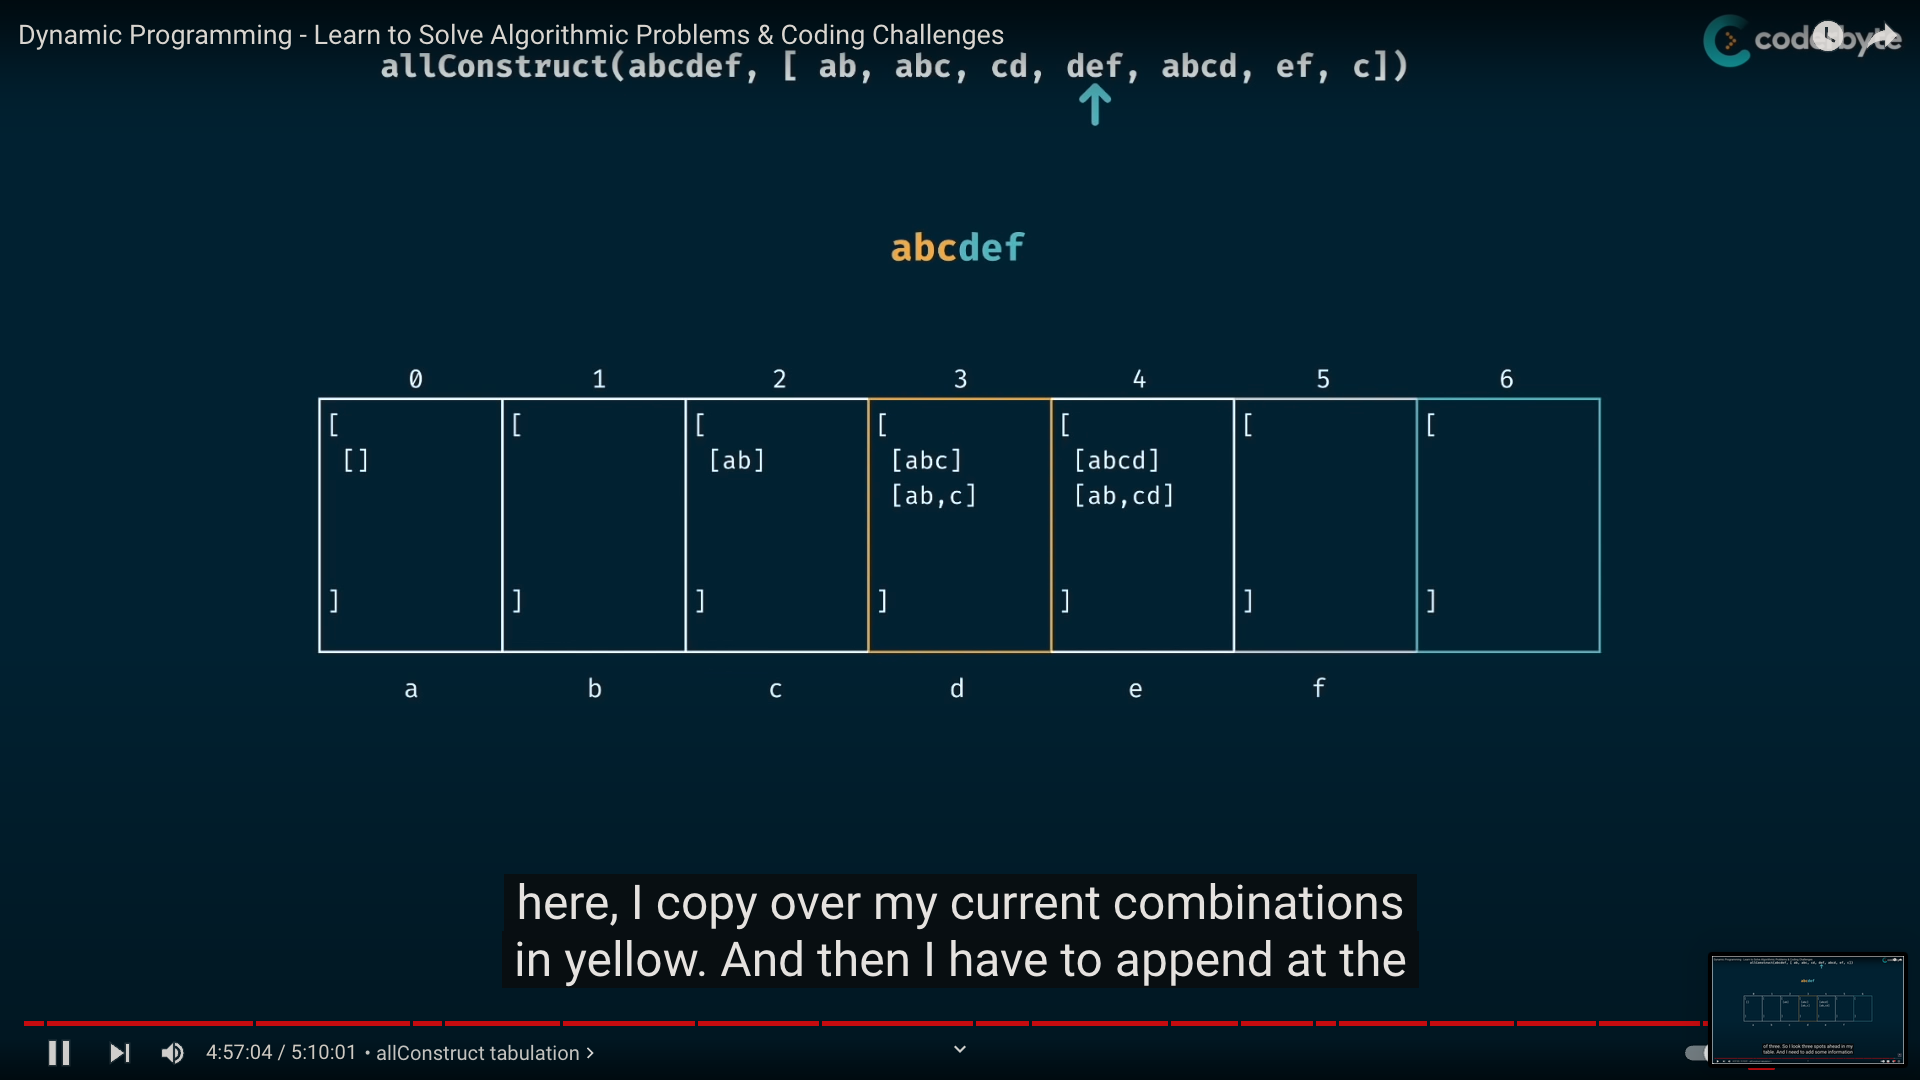 Dynamic Programming - Learn to Solve Algorithmic Problems & Coding Challenges
coderbyte
allConstruct(abcdef, [ ab, abc, cd, def, abcd, ef, c])
abcdef
0 1 2 3 4 5 6
[ [ [ [ [ [ [
[] [ab] [abc] [abcd]
[ab,c] [ab,cd]
] ] ] ] ] ] ]
a b c d e f
here, I copy over my current combinations
in yellow. And then I have to append at the
4:57:04 / 5:10:01 • allConstruct tabulation >